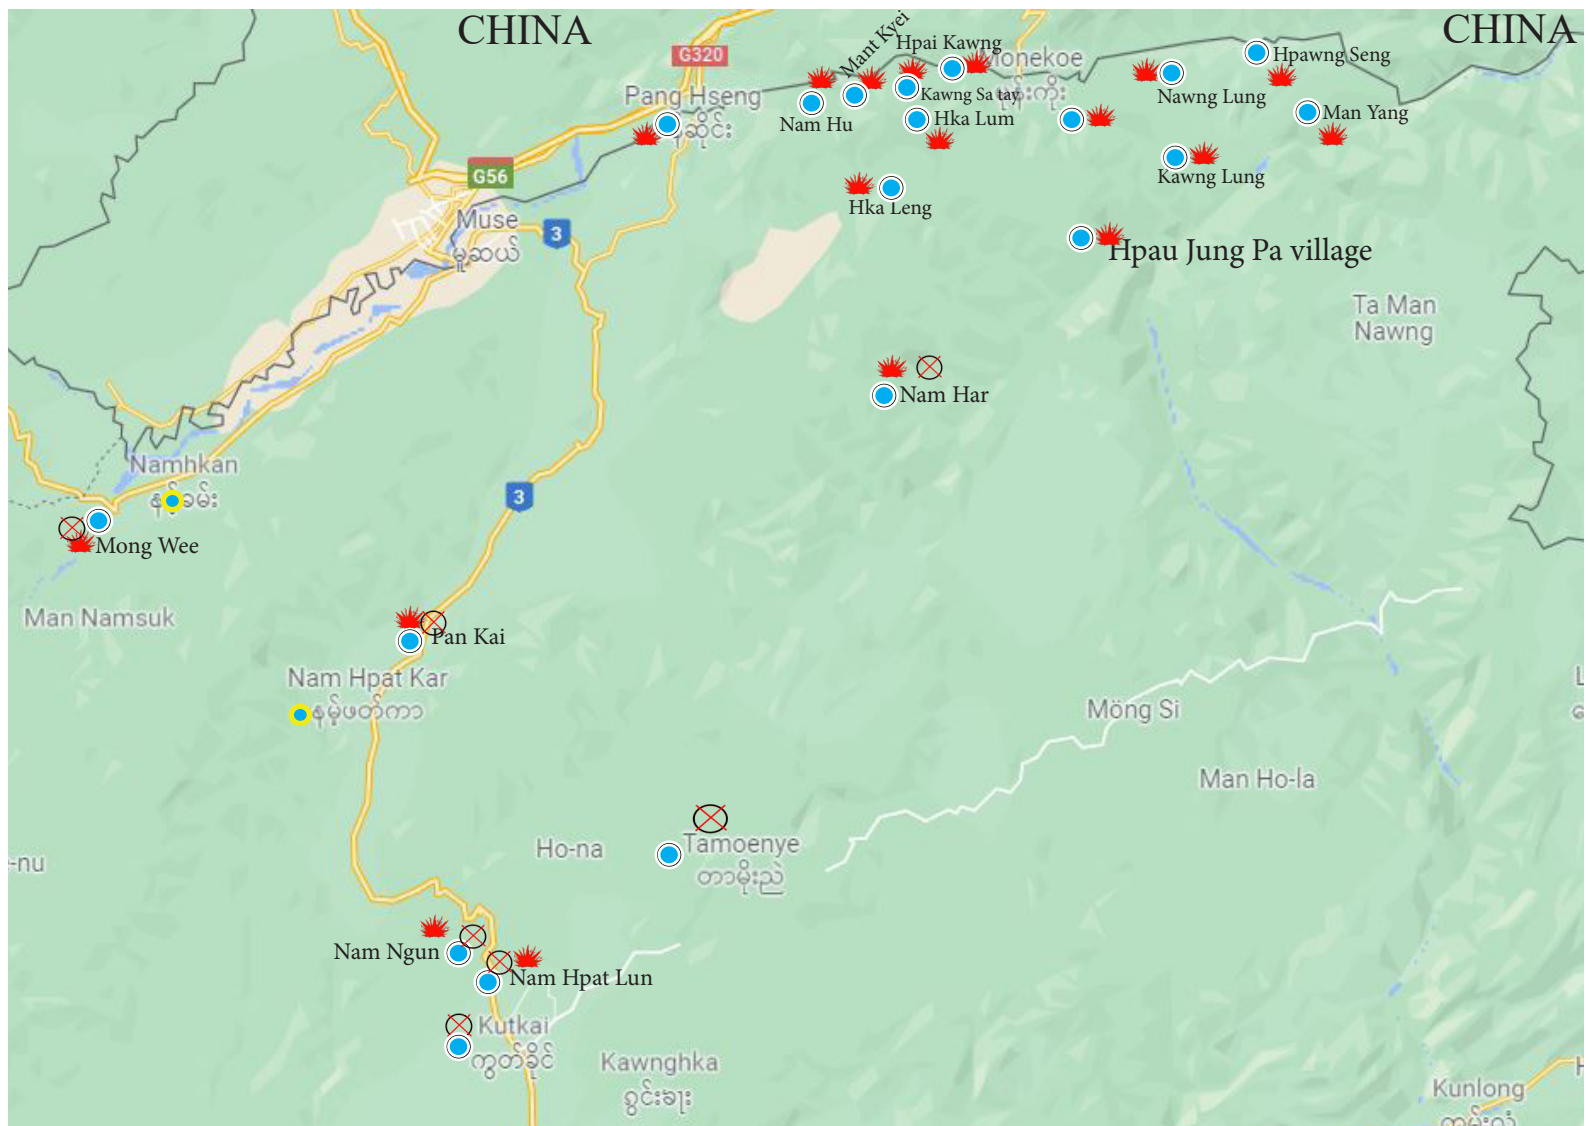 CHINA
CHINA
G320
Mant Kyei
Hpai Kawng
Monekoe
Hpawng Seng
Pang Hseng
Kawng Sa tay
Nawng Lung
Nam Hu
Hka Lum
Man Yang
G56
Kawng Lung
Muse
မူဆယ်
3
Hka Leng
Hpau Jung Pa village
Ta Man
Nawng
Nam Har
Namhkan
3
Mong Wee
Man Namsuk
Pan Kai
Nam Hpat Kar
နမ့်ဖတ်ကာ
Möng Si
Man Ho-la
Ho-na
Tamoenye
တာမိုးညဲ
-nu
Nam Ngun
Nam Hpat Lun
Kutkai
ကွတ်ခိုင်
Kawnghka
Kunlong